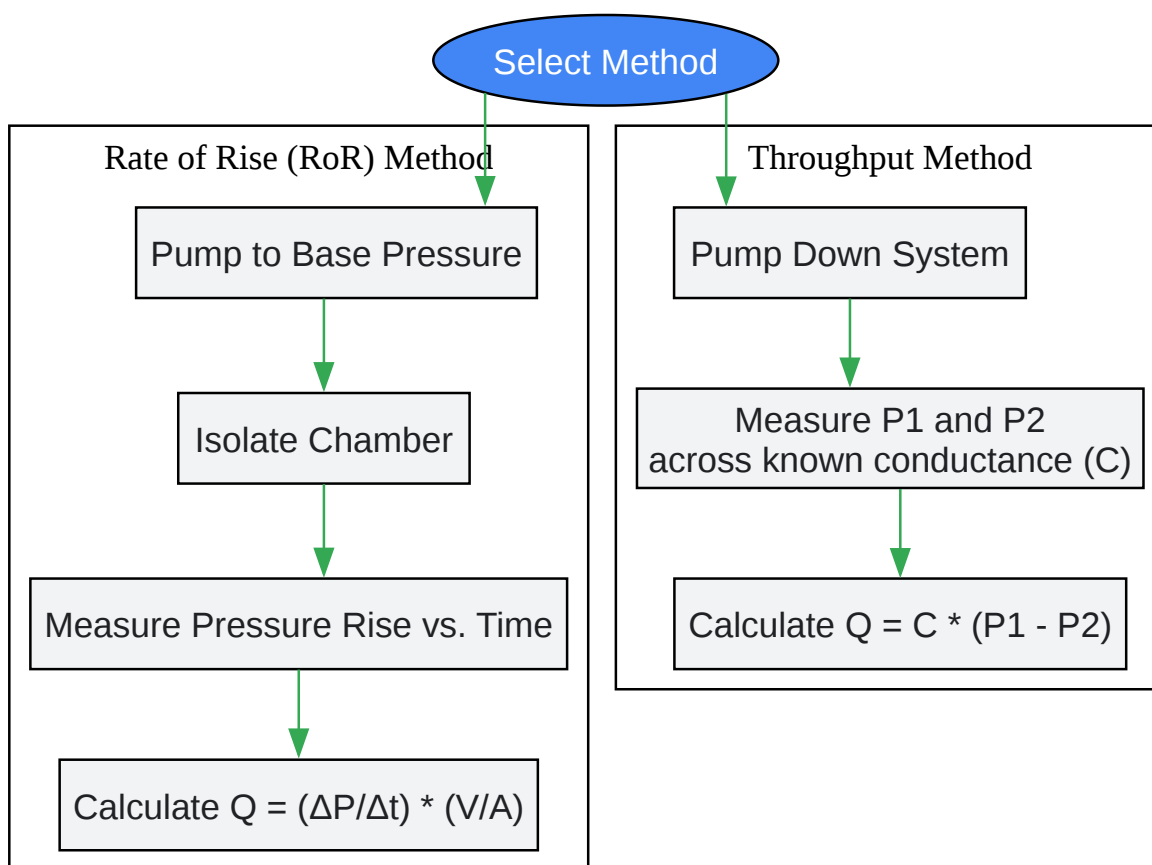 Select Method
Rate of Rise (RoR) Method
Pump to Base Pressure
Isolate Chamber
Measure Pressure Rise vs. Time
Calculate Q = (ΔP/Δt) * (V/A)
Throughput Method
Pump Down System
Measure P1 and P2
across known conductance (C)
Calculate Q = C * (P1 - P2)